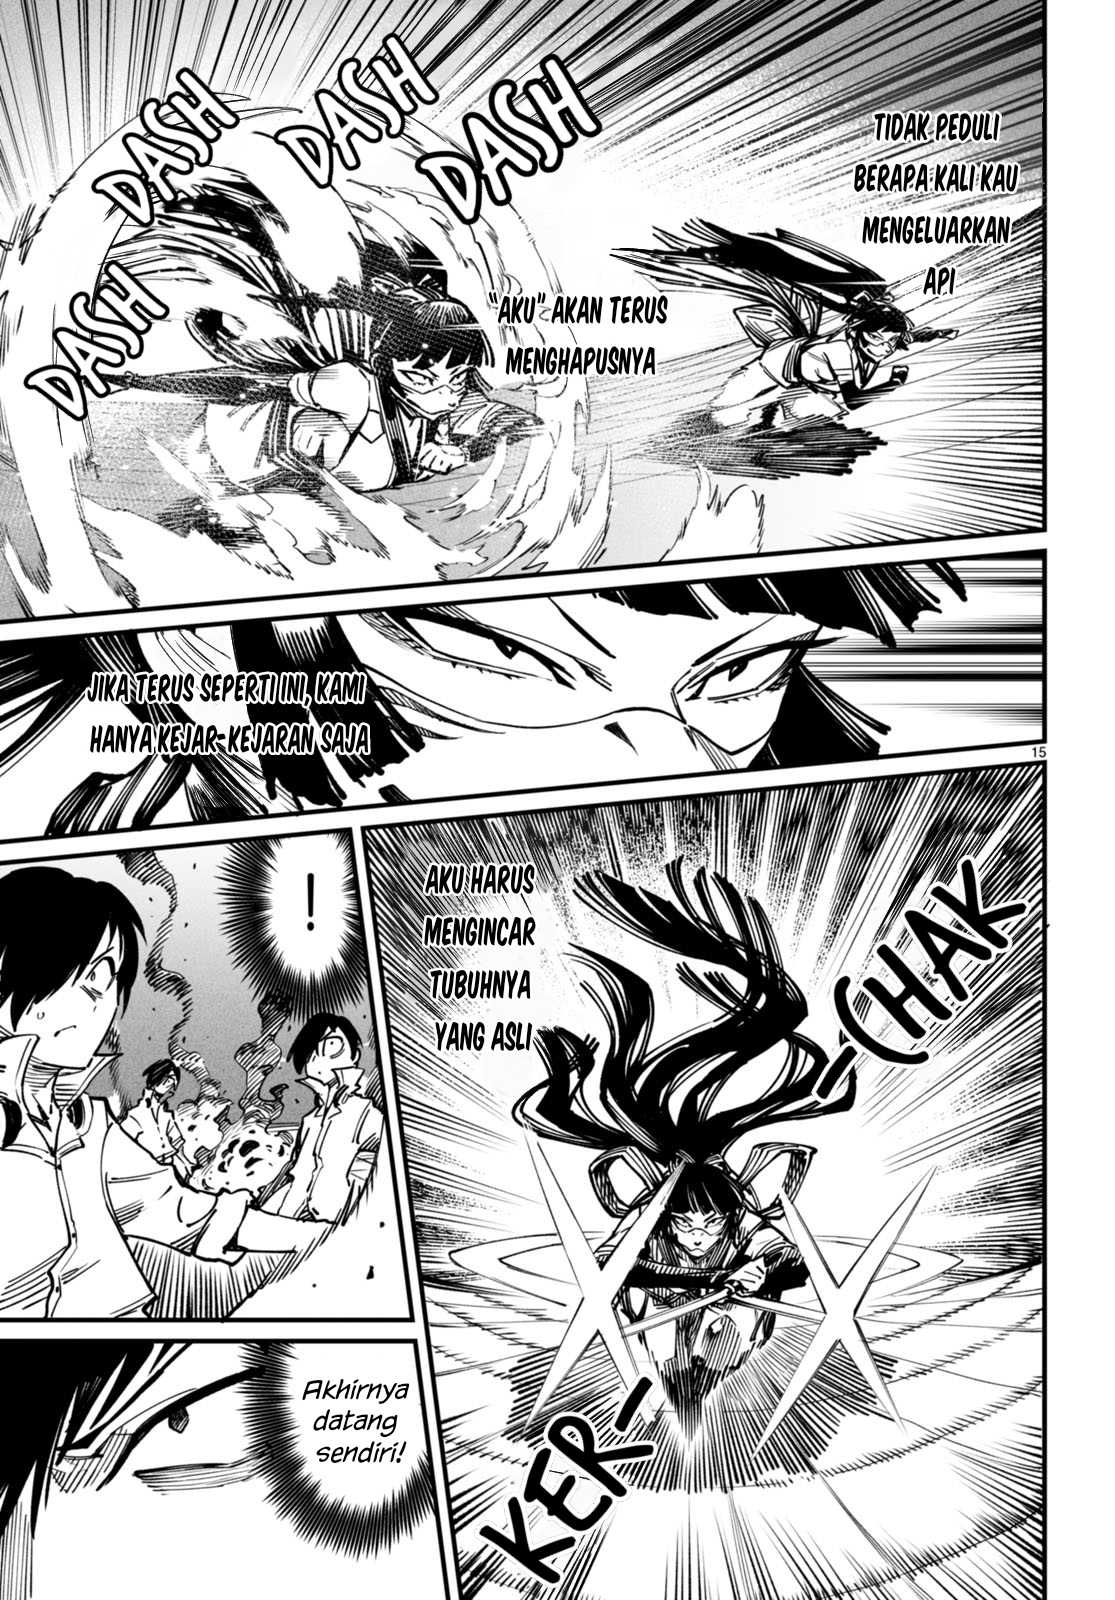 TIDAK PEDULI
BERAPA KALI KAU
MENGELUARKAN
API
DASH
DASH
DASH
DASH
"AKU" AKAN TERUS
MENGHAPUSNYA
JIKA TERUS SEPERTI INI, KAMI
HANYA KEJAR-KEJARAN SAJA
15
AKU HARUS
MENGINCAR
TUBUHNYA
YANG ASLI
KER-
-CHAK
!
Akhirnya
datang
sendiri!